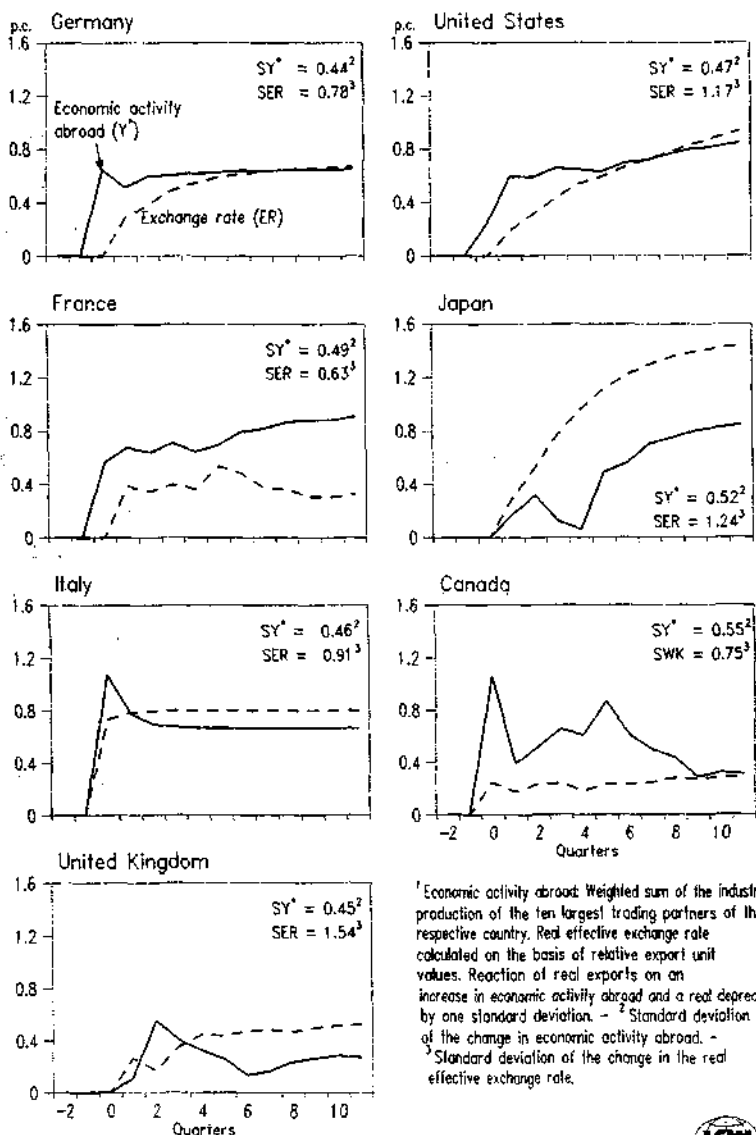 Germany
p.c.
1.6
1.2
0.8
0.4
0
SY* = 0.44²
SER = 0.78³
Economic activity
abroad (Y*)
Exchange rate (ER)
United States
p.c.
1.6
1.2
0.8
0.4
0
SY* = 0.47²
SER = 1.17³
France
1.6
1.2
0.8
0.4
0
SY* = 0.49²
SER = 0.63³
Japan
1.6
1.2
0.8
0.4
0
SY* = 0.52²
SER = 1.24³
Italy
1.6
1.2
0.8
0.4
0
SY* = 0.46²
SER = 0.91³
Canada
1.6
1.2
0.8
0.4
0
SY* = 0.55²
SWK = 0.75³
-2 0 2 4 6 8 10
Quarters
United Kingdom
1.6
1.2
0.8
0.4
0
SY* = 0.45²
SER = 1.54³
-2 0 2 4 6 8 10
Quarters
¹ Economic activity abroad: Weighted sum of the industr
production of the ten largest trading partners of th
respective country. Real effective exchange rate
calculated on the basis of relative export unit
values. Reaction of real exports on an
increase in economic activity abroad and a real deprec
by one standard deviation. – ² Standard deviation
of the change in economic activity abroad. –
³ Standard deviation of the change in the real
effective exchange rate.